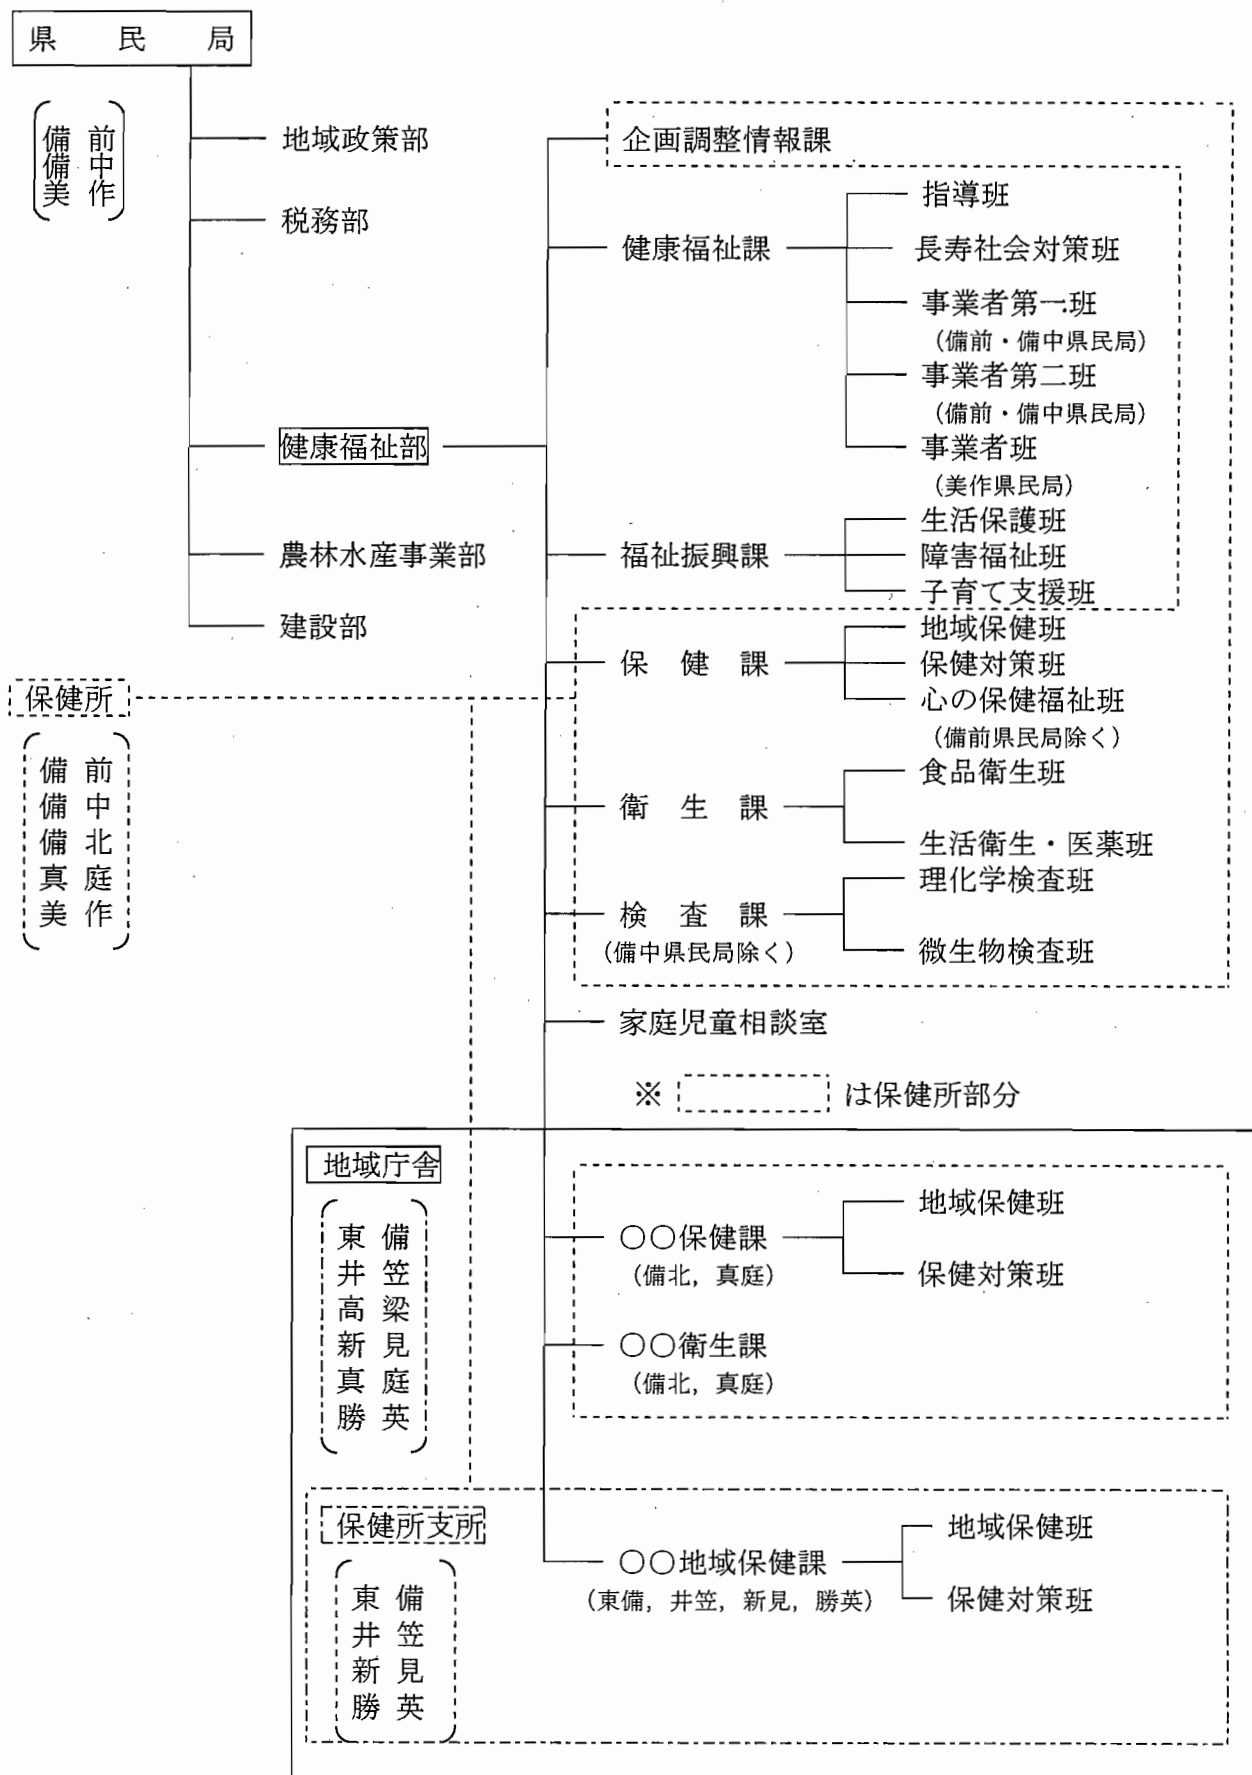 県民局
備前
備中
美作
地域政策部
税務部
健康福祉部
農林水産事業部
建設部
企画調整情報課
健康福祉課
指導班
長寿社会対策班
事業者第一班
（備前・備中県民局）
事業者第二班
（備前・備中県民局）
事業者班
（美作県民局）
福祉振興課
生活保護班
障害福祉班
子育て支援班
保健所
備前
備中
備北
真庭
美作
保健課
地域保健班
保健対策班
心の保健福祉班
（備前県民局除く）
衛生課
食品衛生班
生活衛生・医薬班
検査課
（備中県民局除く）
理化学検査班
微生物検査班
家庭児童相談室
※ は保健所部分
地域庁舎
東備
井笠
高梁
新見
真庭
勝英
〇〇保健課
（備北，真庭）
地域保健班
保健対策班
〇〇衛生課
（備北，真庭）
保健所支所
東備
井笠
新見
勝英
〇〇地域保健課
（東備，井笠，新見，勝英）
地域保健班
保健対策班